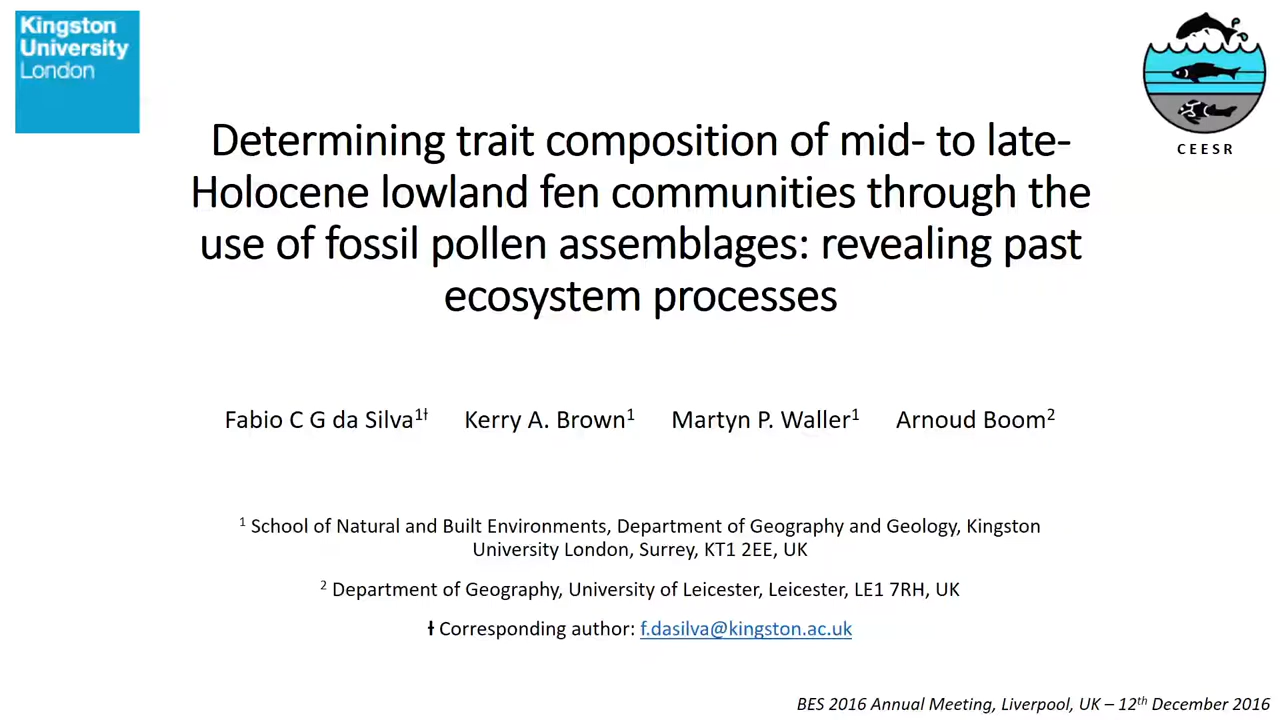 Kingston
University
London
CEESR
Determining trait composition of mid- to late-
Holocene lowland fen communities through the
use of fossil pollen assemblages: revealing past
ecosystem processes
Fabio C G da Silva¹ƚ Kerry A. Brown¹ Martyn P. Waller¹ Arnoud Boom²
¹ School of Natural and Built Environments, Department of Geography and Geology, Kingston
University London, Surrey, KT1 2EE, UK
² Department of Geography, University of Leicester, Leicester, LE1 7RH, UK
ƚ Corresponding author: f.dasilva@kingston.ac.uk
BES 2016 Annual Meeting, Liverpool, UK – 12th December 2016